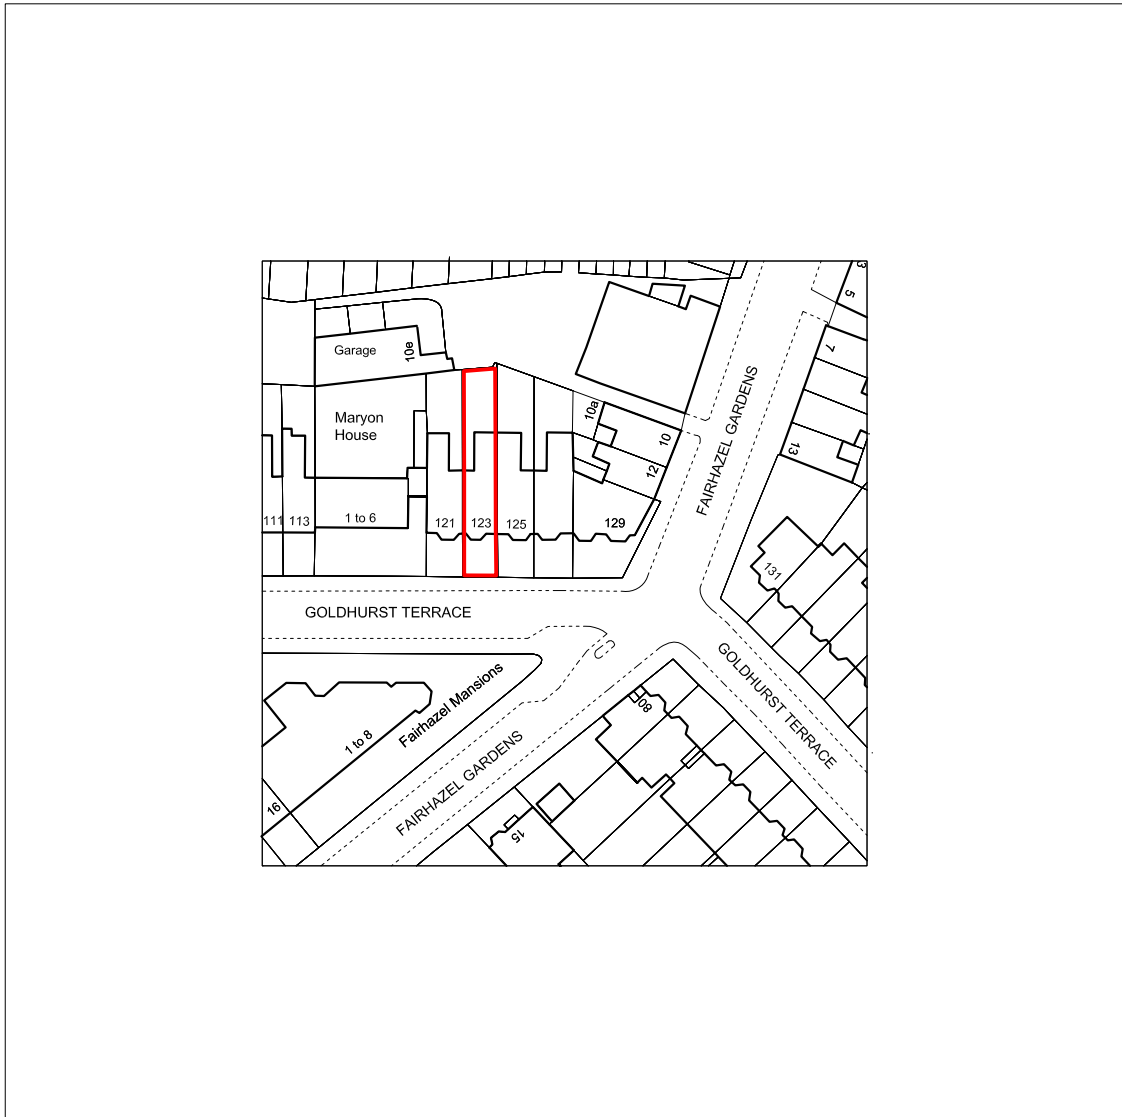 3
5
7
13
FAIRHAZEL GARDENS
Garage
10e
Maryon
House
10a
10
12
111
113
1 to 6
121
123
125
129
131
GOLDHURST TERRACE
GOLDHURST TERRACE
Fairhazel Mansions
1 to 8
FAIRHAZEL GARDENS
80
16
15